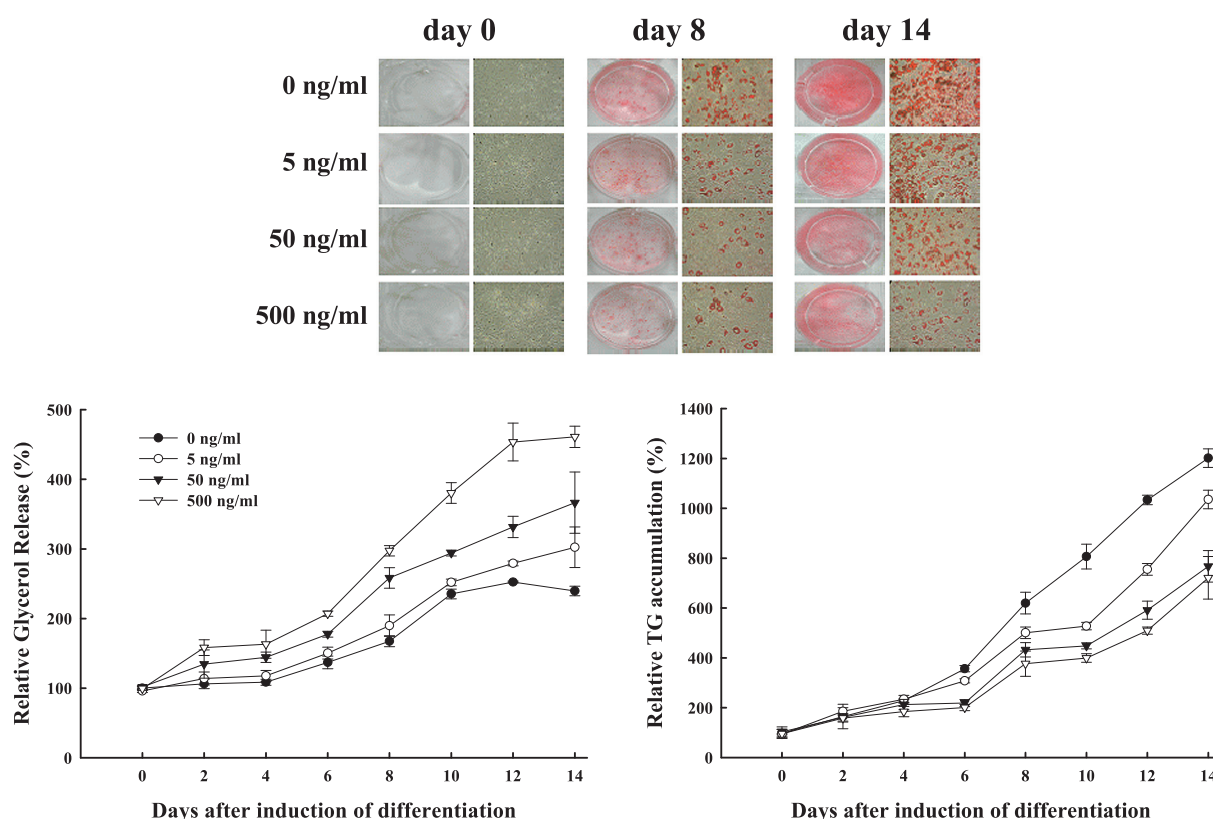 day 0 day 8 day 14
0 ng/ml
5 ng/ml
50 ng/ml
500 ng/ml
Relative Glycerol Release (%)
500
400
300
200
100
0
0 ng/ml
5 ng/ml
50 ng/ml
500 ng/ml
0 2 4 6 8 10 12 14
Days after induction of differentiation
Relative TG accumulation (%)
1400
1200
1000
800
600
400
200
0
0 2 4 6 8 10 12 14
Days after induction of differentiation